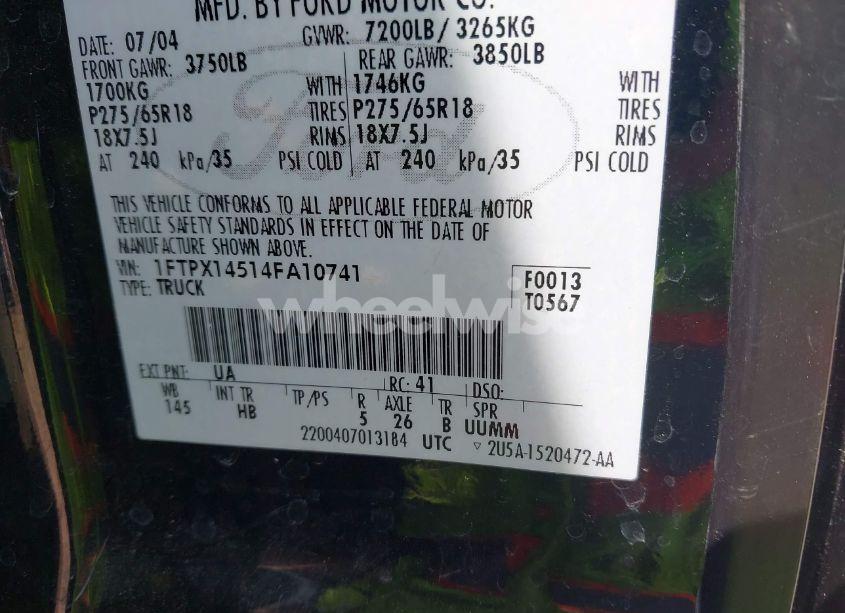 MFD. BY FORD MOTOR CO.
DATE: 07/04 GVWR: 7200LB/ 3265KG
FRONT GAWR: 3750LB REAR GAWR: 3850LB
1700KG WITH 1746KG WITH
P275/65R18 TIRES P275/65R18 TIRES
18X7.5J RIMS 18X7.5J RIMS
AT 240 kPa/35 PSI COLD AT 240 kPa/35 PSI COLD
Ford
THIS VEHICLE CONFORMS TO ALL APPLICABLE FEDERAL MOTOR
VEHICLE SAFETY STANDARDS IN EFFECT ON THE DATE OF
MANUFACTURE SHOWN ABOVE.
VIN: 1FTPX14514FA10741 F0013
TYPE: TRUCK T0567
wheelwise
EXT PNT: UA RC: 41 DSO:
WB INT TR TP/PS R AXLE TR SPR
145 HB 5 26 B UUMM
2200407013184 UTC ▽ 2U5A-1520472-AA